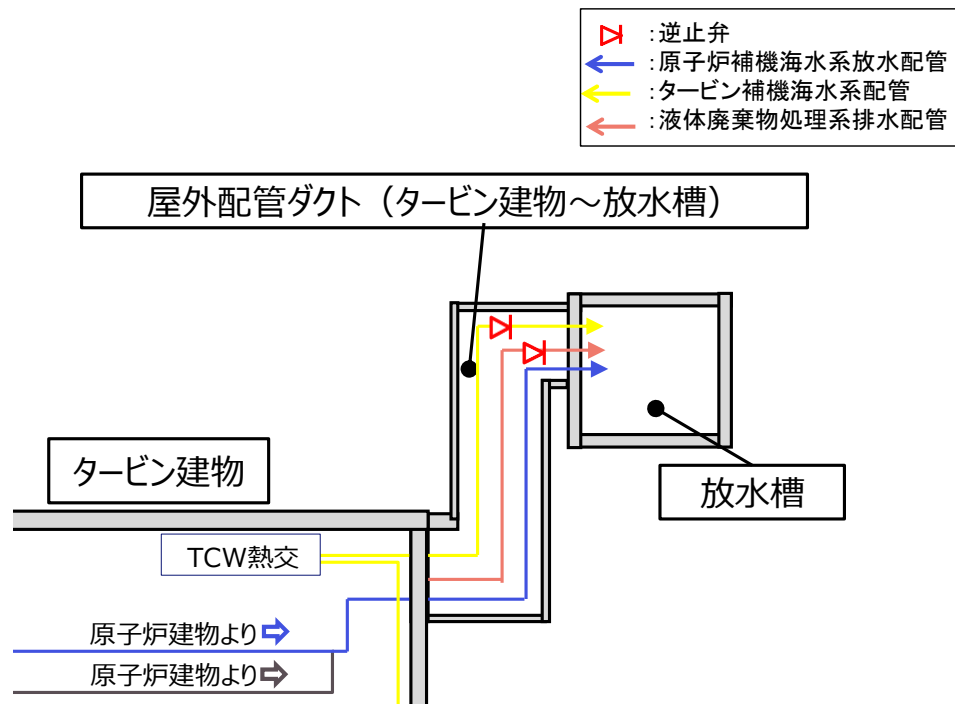 ：逆止弁
：原子炉補機海水系放水配管
：タービン補機海水系配管
：液体廃棄物処理系排水配管
屋外配管ダクト（タービン建物～放水槽）
タービン建物
放水槽
TCW熱交
原子炉建物より
原子炉建物より